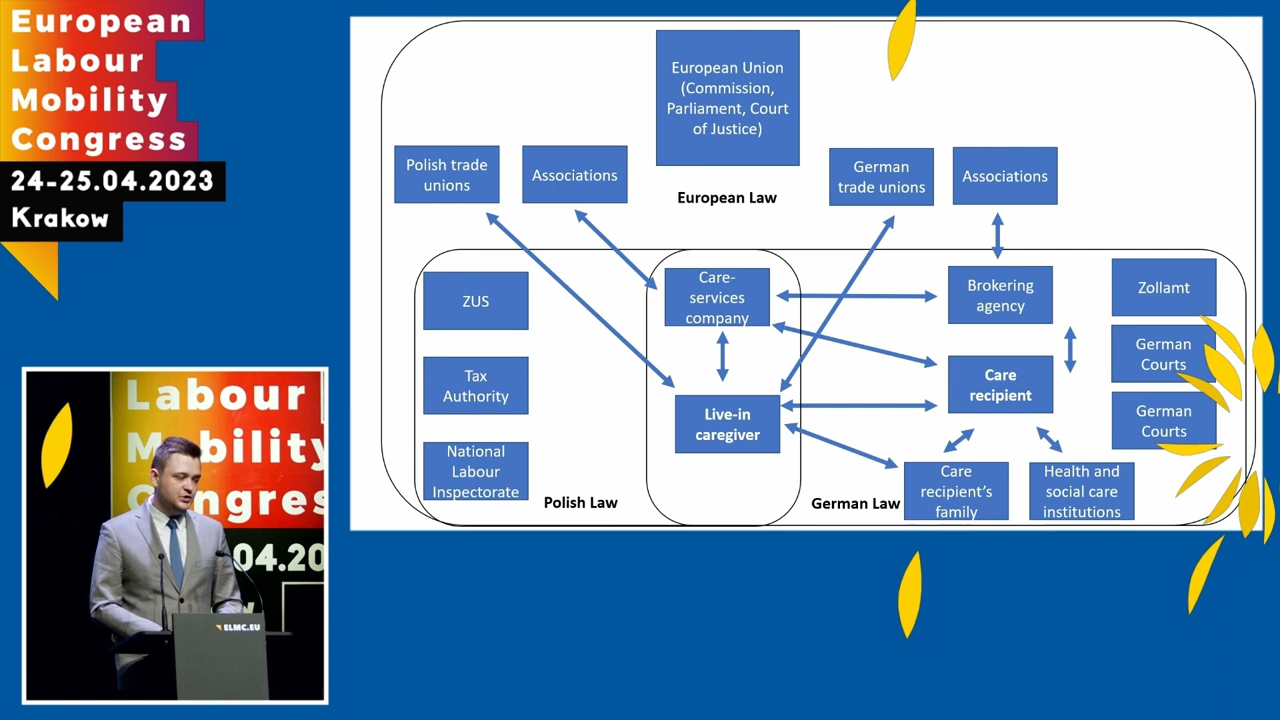 European
Labour
Mobility
Congress
24-25.04.2023
Krakow
European Union
(Commission,
Parliament, Court
of Justice)
Polish trade
unions
Associations
European Law
German
trade unions
Associations
ZUS
Care-
services
company
Brokering
agency
Zollamt
Tax
Authority
German
Courts
Care
recipient
Live-in
caregiver
German
Courts
National
Labour
Inspectorate
Polish Law
German Law
Care
recipient's
family
Health and
social care
institutions
Labour
Mobility
Congres
04.20
ELMC.EU